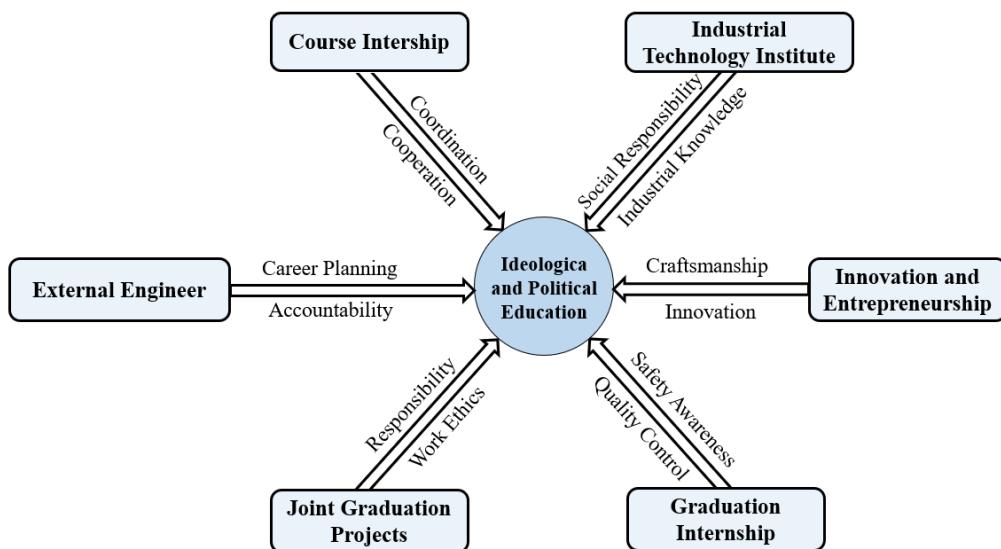 Course Intership
Industrial
Technology Institute
Coordination
Cooperation
Social Responsibility
Industrial Knowledge
External Engineer
Career Planning
Accountability
Ideologica
and Political
Education
Craftsmanship
Innovation
Innovation and
Entrepreneurship
Responsibility
Work Ethics
Safety Awareness
Quality Control
Joint Graduation
Projects
Graduation
Internship